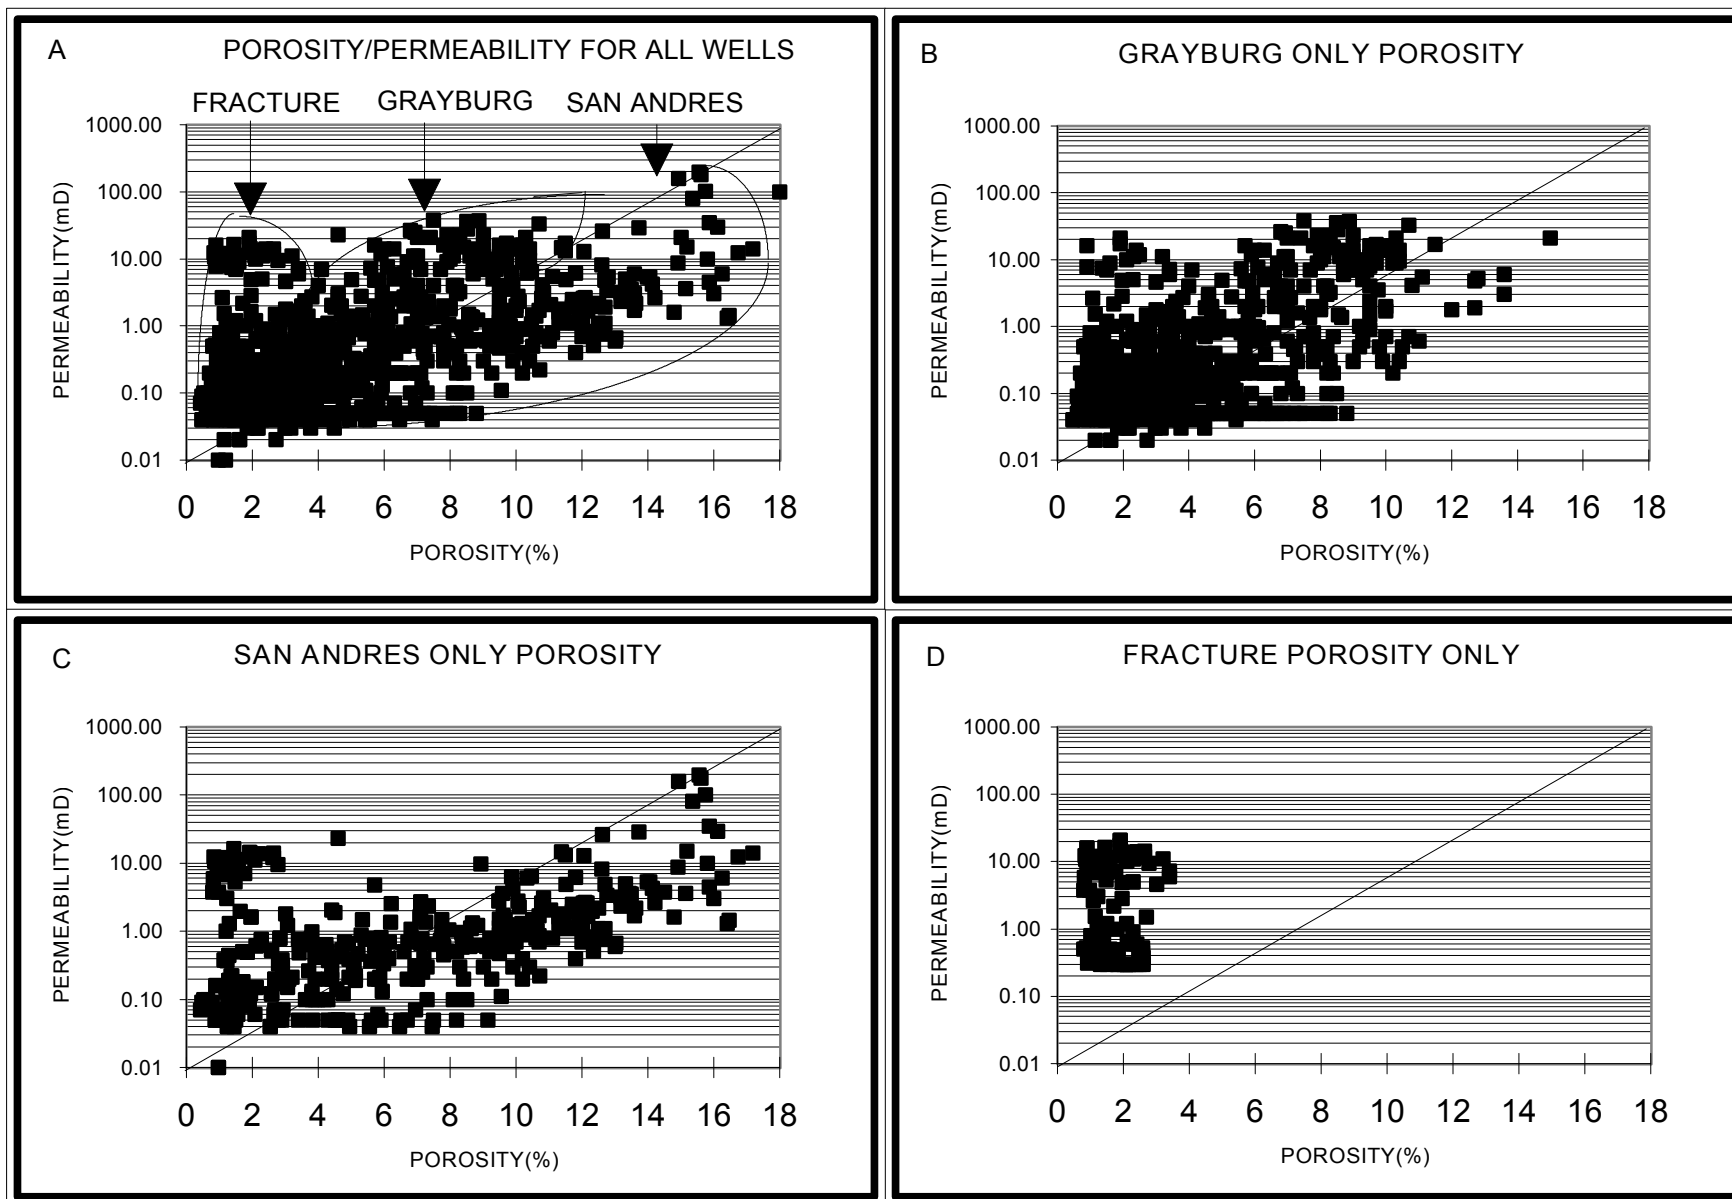 A POROSITY/PERMEABILITY FOR ALL WELLS
FRACTURE GRAYBURG SAN ANDRES
1000.00
100.00
10.00
1.00
0.10
0.01
PERMEABILITY(mD)
0 2 4 6 8 10 12 14 16 18
POROSITY(%)
B GRAYBURG ONLY POROSITY
1000.00
100.00
10.00
1.00
0.10
0.01
PERMEABILITY(mD)
0 2 4 6 8 10 12 14 16 18
POROSITY(%)
C SAN ANDRES ONLY POROSITY
1000.00
100.00
10.00
1.00
0.10
0.01
PERMEABILITY(mD)
0 2 4 6 8 10 12 14 16 18
POROSITY(%)
D FRACTURE POROSITY ONLY
1000.00
100.00
10.00
1.00
0.10
0.01
PERMEABILITY(mD)
0 2 4 6 8 10 12 14 16 18
POROSITY(%)